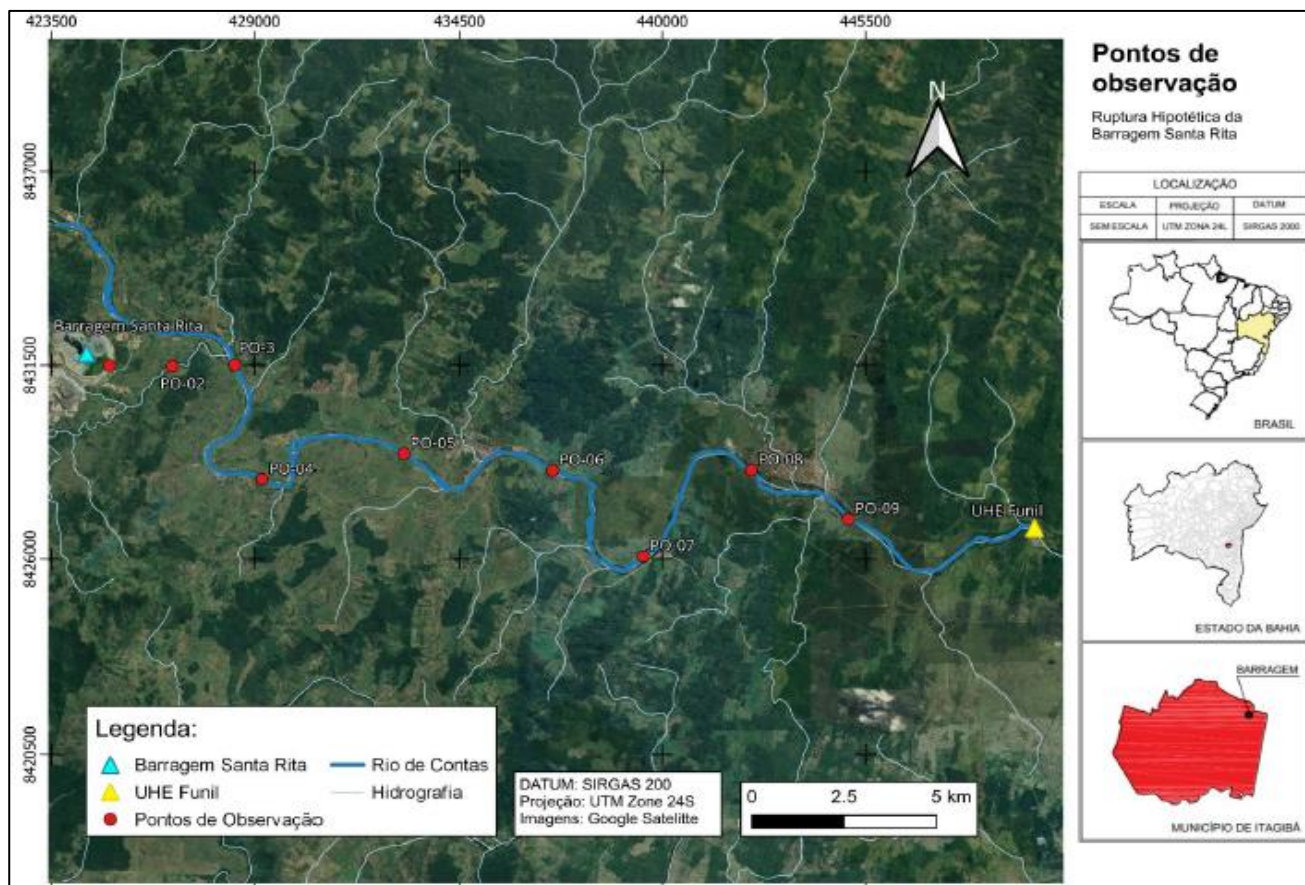 423500 429000 434500 440000 445500
8437000
8431500
8426000
8420500
N
Barragem Santa Rita
PO-02
PO-3
PO-04
PO-05
PO-06
PO-07
PO-08
PO-09
UHE Funil
Legenda:
Barragem Santa Rita
UHE Funil
Pontos de Observação
Rio de Contas
Hidrografia
DATUM: SIRGAS 200
Projeção: UTM Zone 24S
Imagens: Google Satelitte
0 2.5 5 km
Pontos de
observação
Ruptura Hipotética da
Barragem Santa Rita
LOCALIZAÇÃO
ESCALA PROJEÇÃO DATUM
SEM ESCALA UTM ZONA 24L SIRGAS 2000
BRASIL
ESTADO DA BAHIA
BARRAGEM
MUNICÍPIO DE ITAGIBÁ